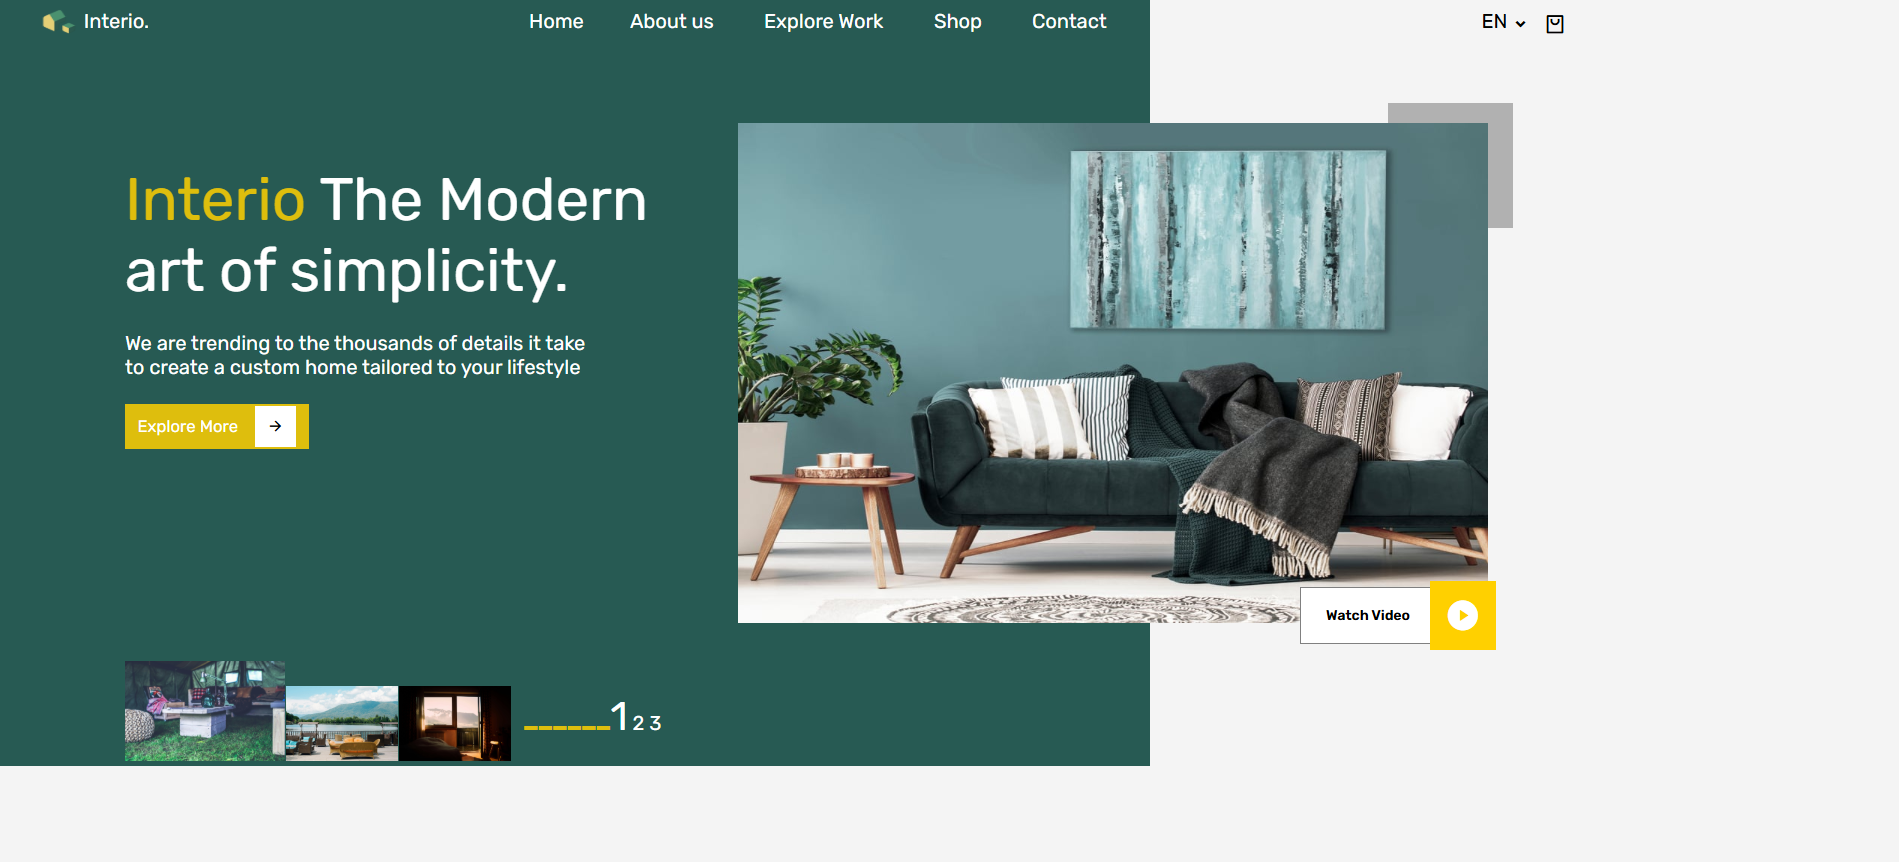 Interio.
Home
About us
Explore Work
Shop
Contact
EN
Interio The Modern
art of simplicity.
We are trending to the thousands of details it take
to create a custom home tailored to your lifestyle
Explore More
Watch Video
______1 2 3